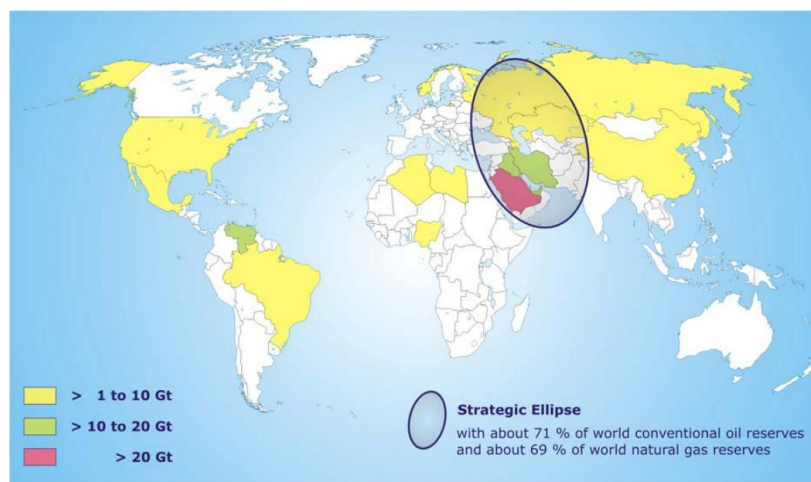 > 1 to 10 Gt
> 10 to 20 Gt
> 20 Gt
Strategic Ellipse
with about 71 % of world conventional oil reserves
and about 69 % of world natural gas reserves